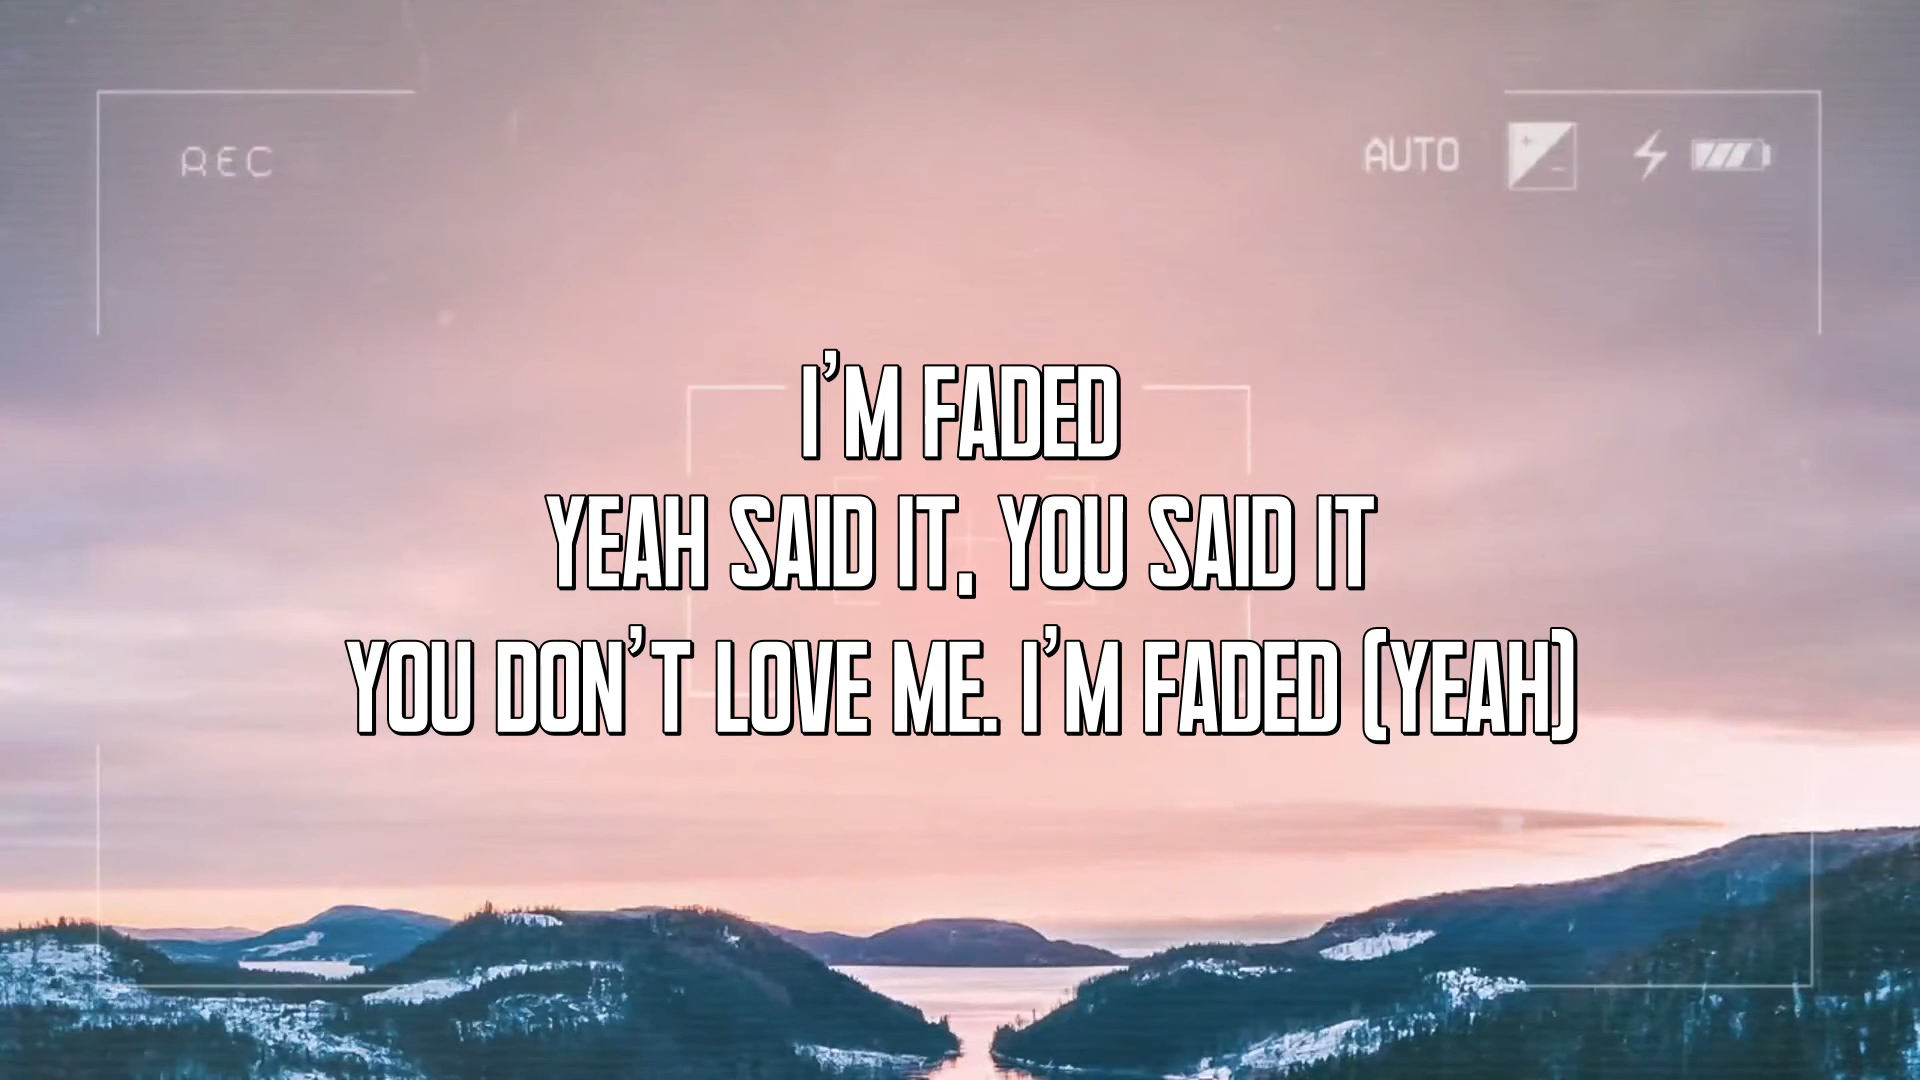 REC
AUTO
I'M FADED
YEAH SAID IT, YOU SAID IT
YOU DON'T LOVE ME. I'M FADED (YEAH)